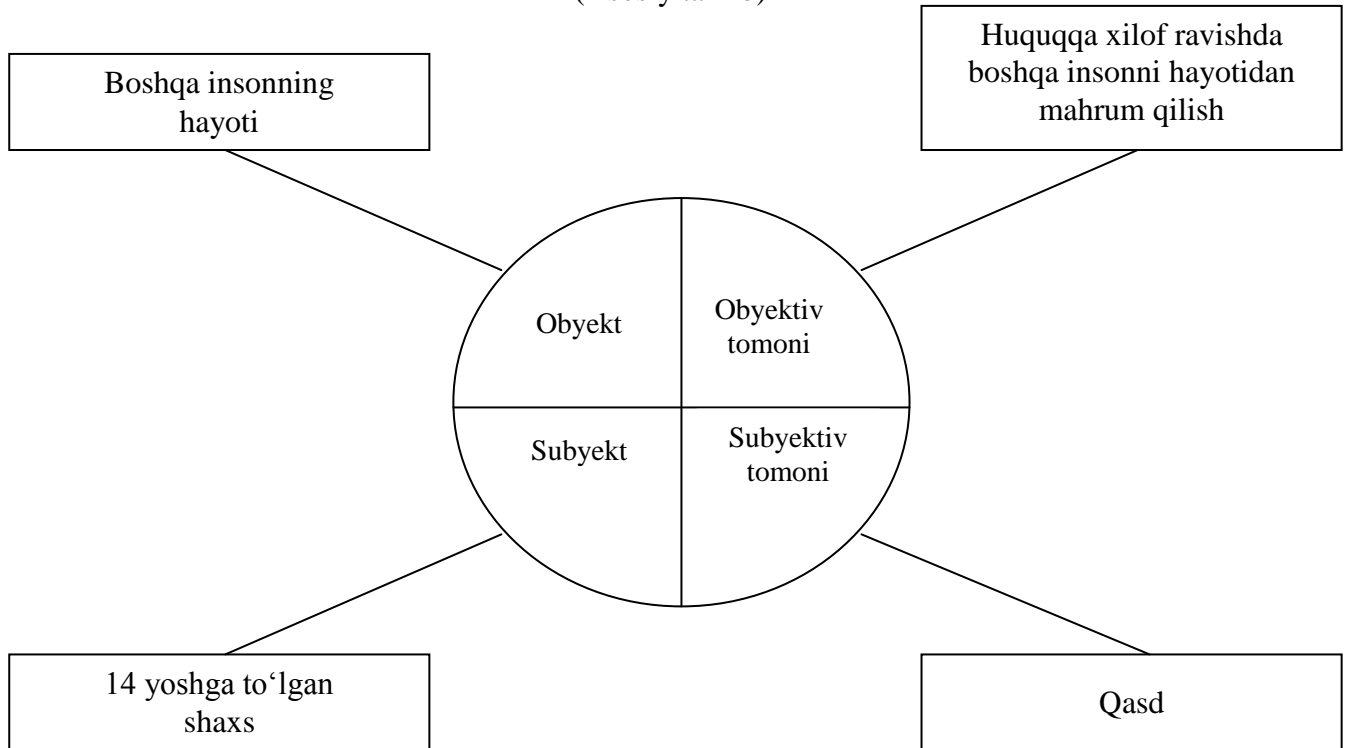 Boshqa insonning
hayoti
Huquqqa xilof ravishda
boshqa insonni hayotidan
mahrum qilish
Obyekt
Obyektiv
tomoni
Subyekt
Subyektiv
tomoni
14 yoshga to‘lgan
shaxs
Qasd